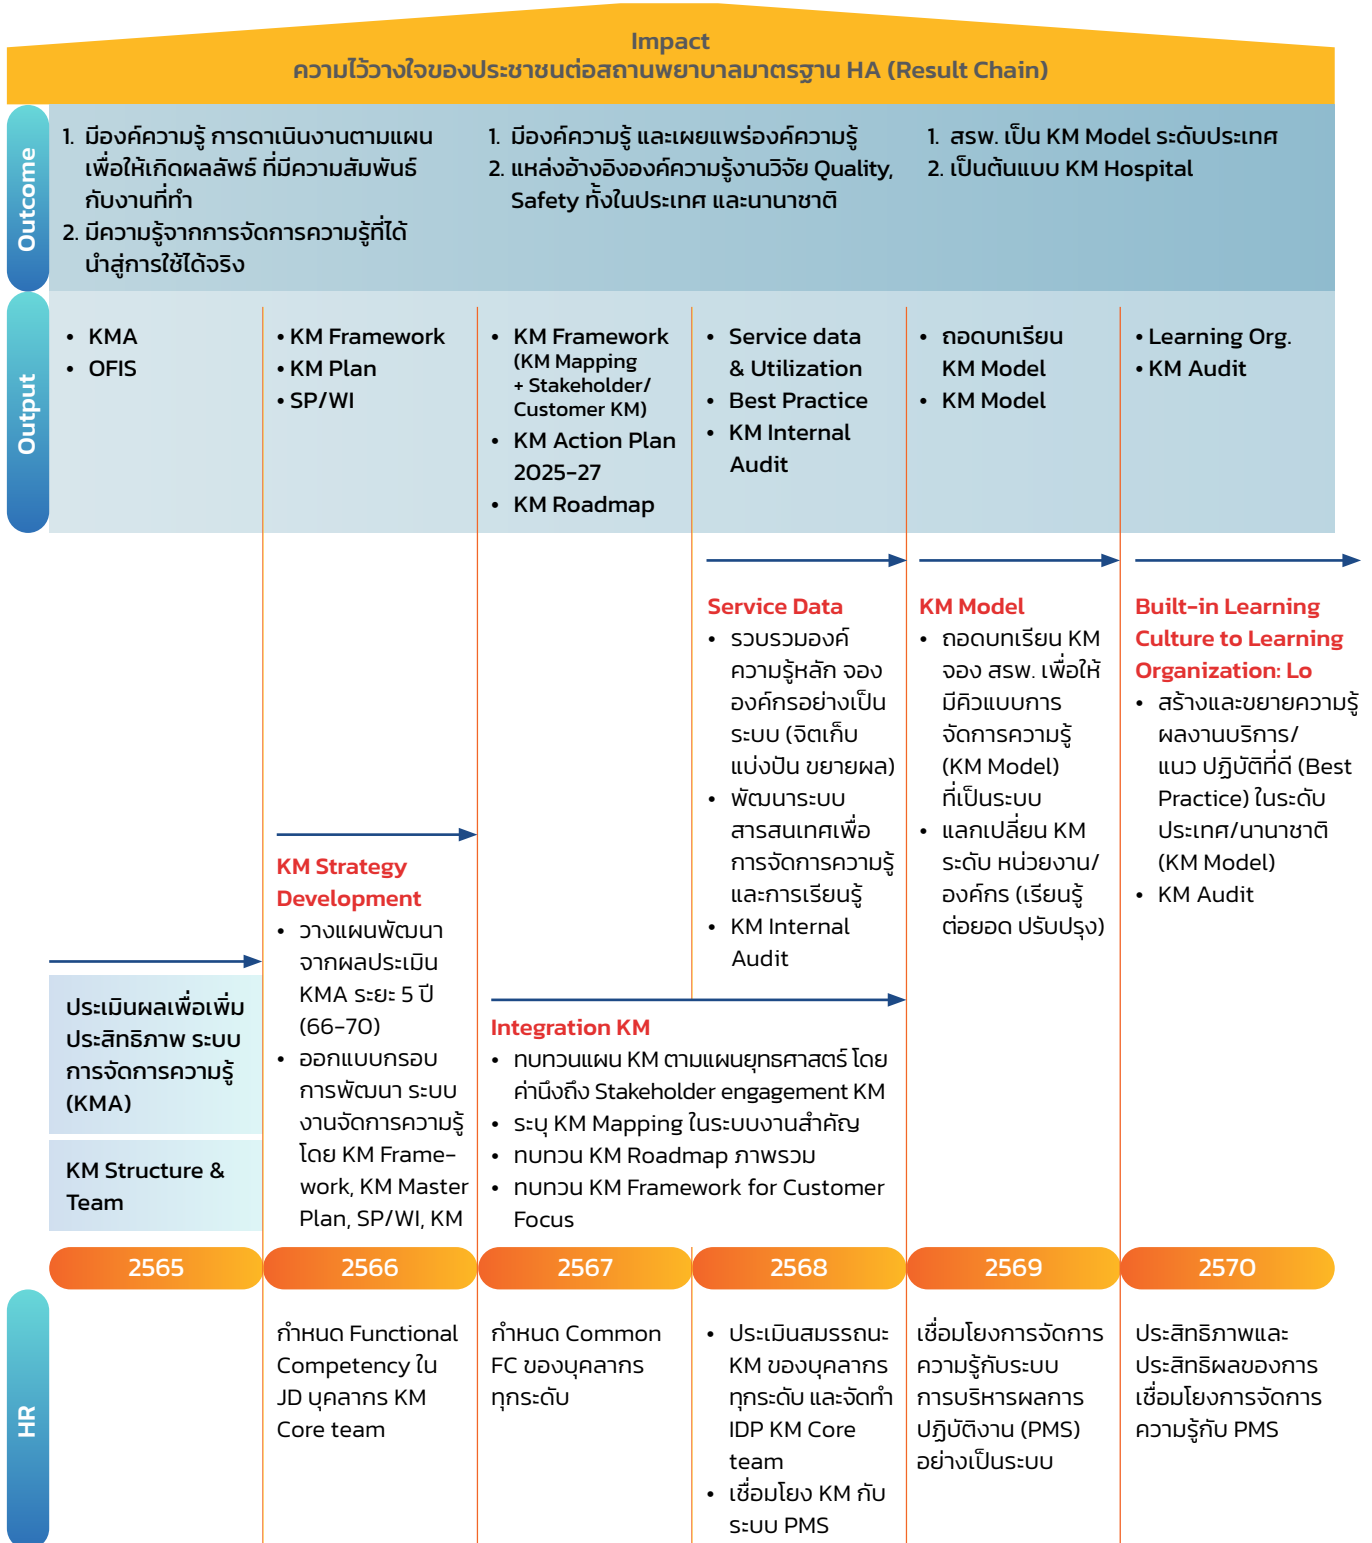 Impact
ความไว้วางใจของประชาชนต่อสถานพยาบาลมาตรฐาน HA (Result Chain)
Outcome
1. มีองค์ความรู้ การดาเนินงานตามแผน
เพื่อให้เกิดผลลัพธ์ ที่มีความสัมพันธ์
กับงานที่ทำ
2. มีความรู้จากการจัดการความรู้ที่ได้
นำสู่การใช้ได้จริง
1. มีองค์ความรู้ และเผยแพร่องค์ความรู้
2. แหล่งอ้างอิงองค์ความรู้งานวิจัย Quality,
Safety ทั้งในประเทศ และนานาชาติ
1. สรพ. เป็น KM Model ระดับประเทศ
2. เป็นต้นแบบ KM Hospital
Output
• KMA
• OFIS
• KM Framework
• KM Plan
• SP/WI
• KM Framework
(KM Mapping
+ Stakeholder/
Customer KM)
• KM Action Plan
2025-27
• KM Roadmap
• Service data
& Utilization
• Best Practice
• KM Internal
Audit
• ถอดบทเรียน
KM Model
• KM Model
• Learning Org.
• KM Audit
ประเมินผลเพื่อเพิ่ม
ประสิทธิภาพ ระบบ
การจัดการความรู้
(KMA)
KM Structure &
Team
KM Strategy
Development
• วางแผนพัฒนา
จากผลประเมิน
KMA ระยะ 5 ปี
(66-70)
• ออกแบบกรอบ
การพัฒนา ระบบ
งานจัดการความรู้
โดย KM Frame-
work, KM Master
Plan, SP/WI, KM
Integration KM
• ทบทวนแผน KM ตามแผนยุทธศาสตร์ โดย
ค่านึงถึง Stakeholder engagement KM
• ระบุ KM Mapping ในระบบงานสำคัญ
• ทบทวน KM Roadmap ภาพรวม
• ทบทวน KM Framework for Customer
Focus
Service Data
• รวบรวมองค์
ความรู้หลัก จอง
องค์กรอย่างเป็น
ระบบ (จิตเก็บ
แบ่งปัน ขยายผล)
• พัฒนาระบบ
สารสนเทศเพื่อ
การจัดการความรู้
และการเรียนรู้
• KM Internal
Audit
KM Model
• ถอดบทเรียน KM
จอง สรพ. เพื่อให้
มีคิวแบบการ
จัดการความรู้
(KM Model)
ที่เป็นระบบ
• แลกเปลี่ยน KM
ระดับ หน่วยงาน/
องค์กร (เรียนรู้
ต่อยอด ปรับปรุง)
Built-in Learning
Culture to Learning
Organization: Lo
• สร้างและขยายความรู้
ผลงานบริการ/
แนว ปฏิบัติที่ดี (Best
Practice) ในระดับ
ประเทศ/นานาชาติ
(KM Model)
• KM Audit
2565
2566
2567
2568
2569
2570
HR
กำหนด Functional
Competency ใน
JD บุคลากร KM
Core team
กำหนด Common
FC ของบุคลากร
ทุกระดับ
• ประเมินสมรรถนะ
KM ของบุคลากร
ทุกระดับ และจัดทำ
IDP KM Core
team
• เชื่อมโยง KM กับ
ระบบ PMS
เชื่อมโยงการจัดการ
ความรู้กับระบบ
การบริหารผลการ
ปฏิบัติงาน (PMS)
อย่างเป็นระบบ
ประสิทธิภาพและ
ประสิทธิผลของการ
เชื่อมโยงการจัดการ
ความรู้กับ PMS